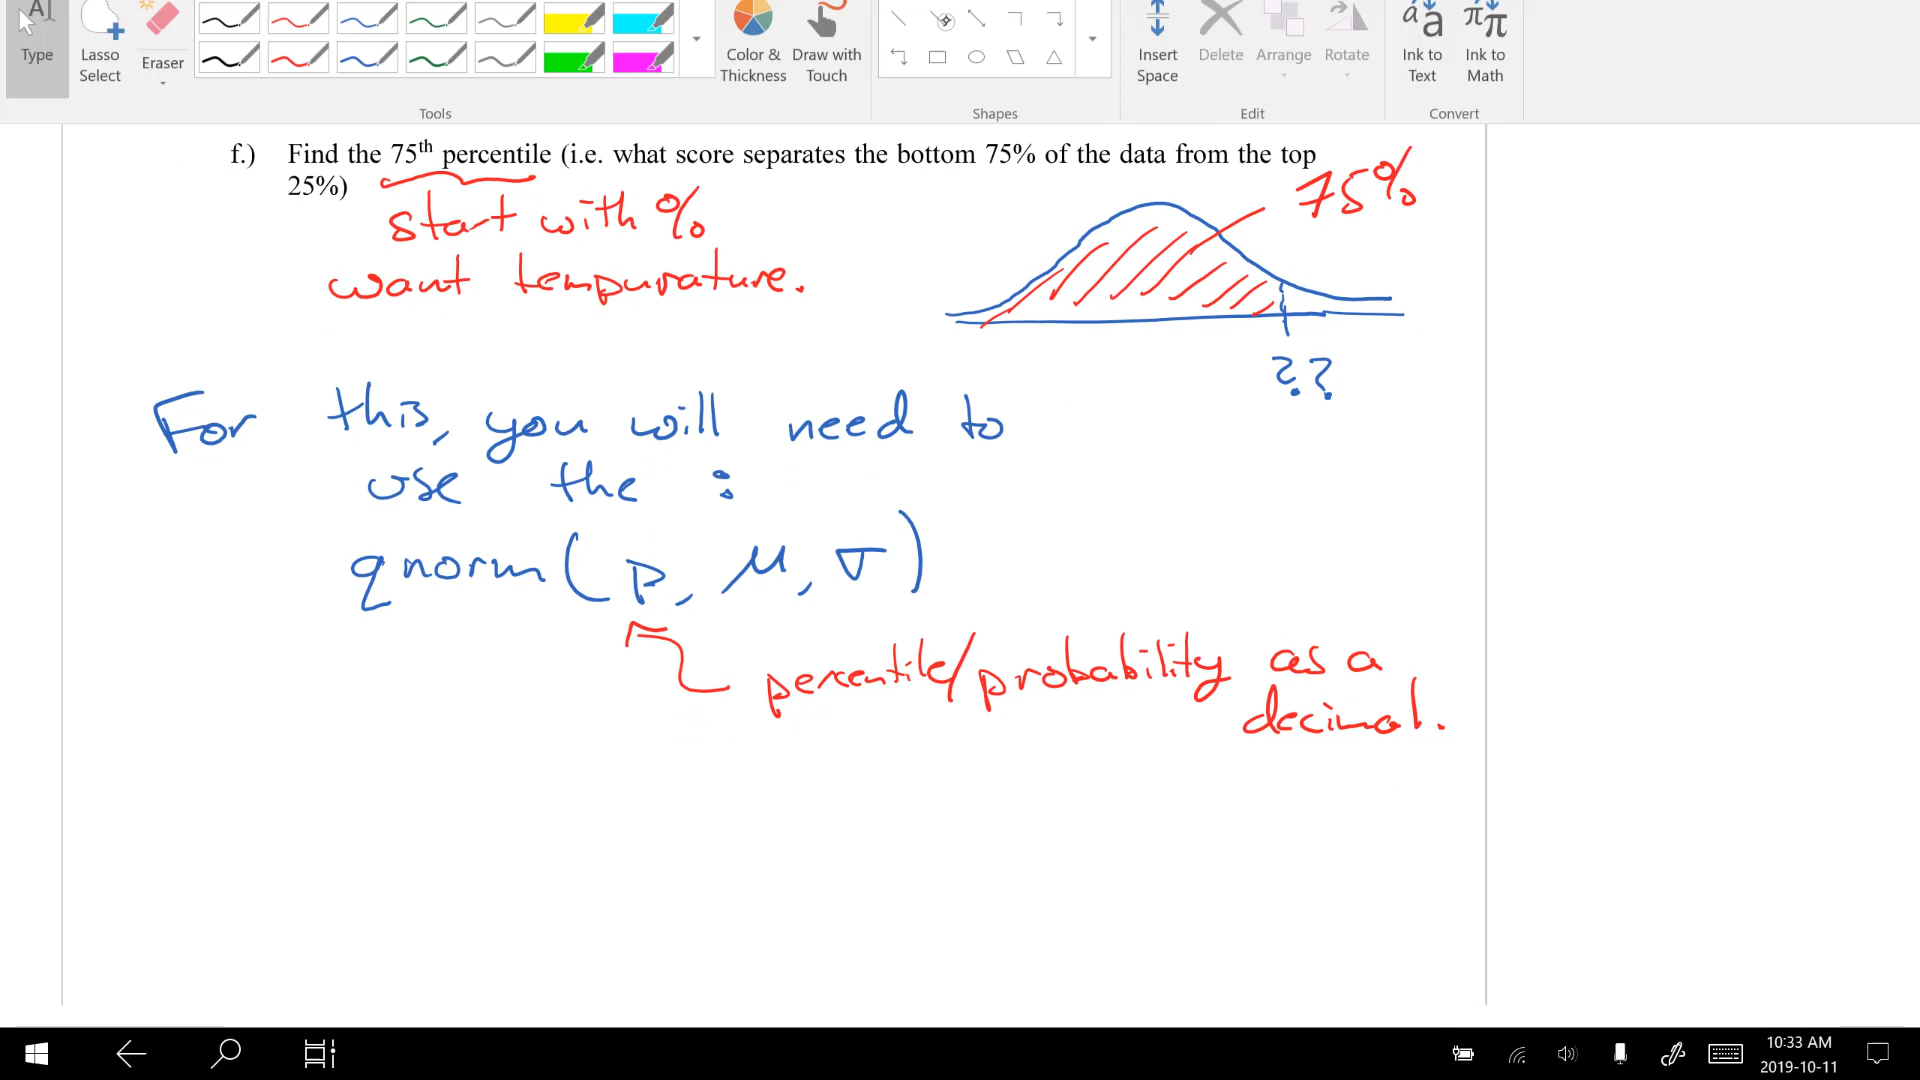 Type
Lasso
Select
Eraser
Color &
Thickness
Draw with
Touch
Insert
Space
Delete
Arrange
Rotate
Ink to
Text
Ink to
Math
Tools
Shapes
Edit
Convert
f.) Find the 75th percentile (i.e. what score separates the bottom 75% of the data from the top
25%)
start with %
want tempurature.
75%
??
For this, you will need to
use the :
qnorm(p, μ, σ)
percentile/probability as a
decimal.
10:33 AM
2019-10-11